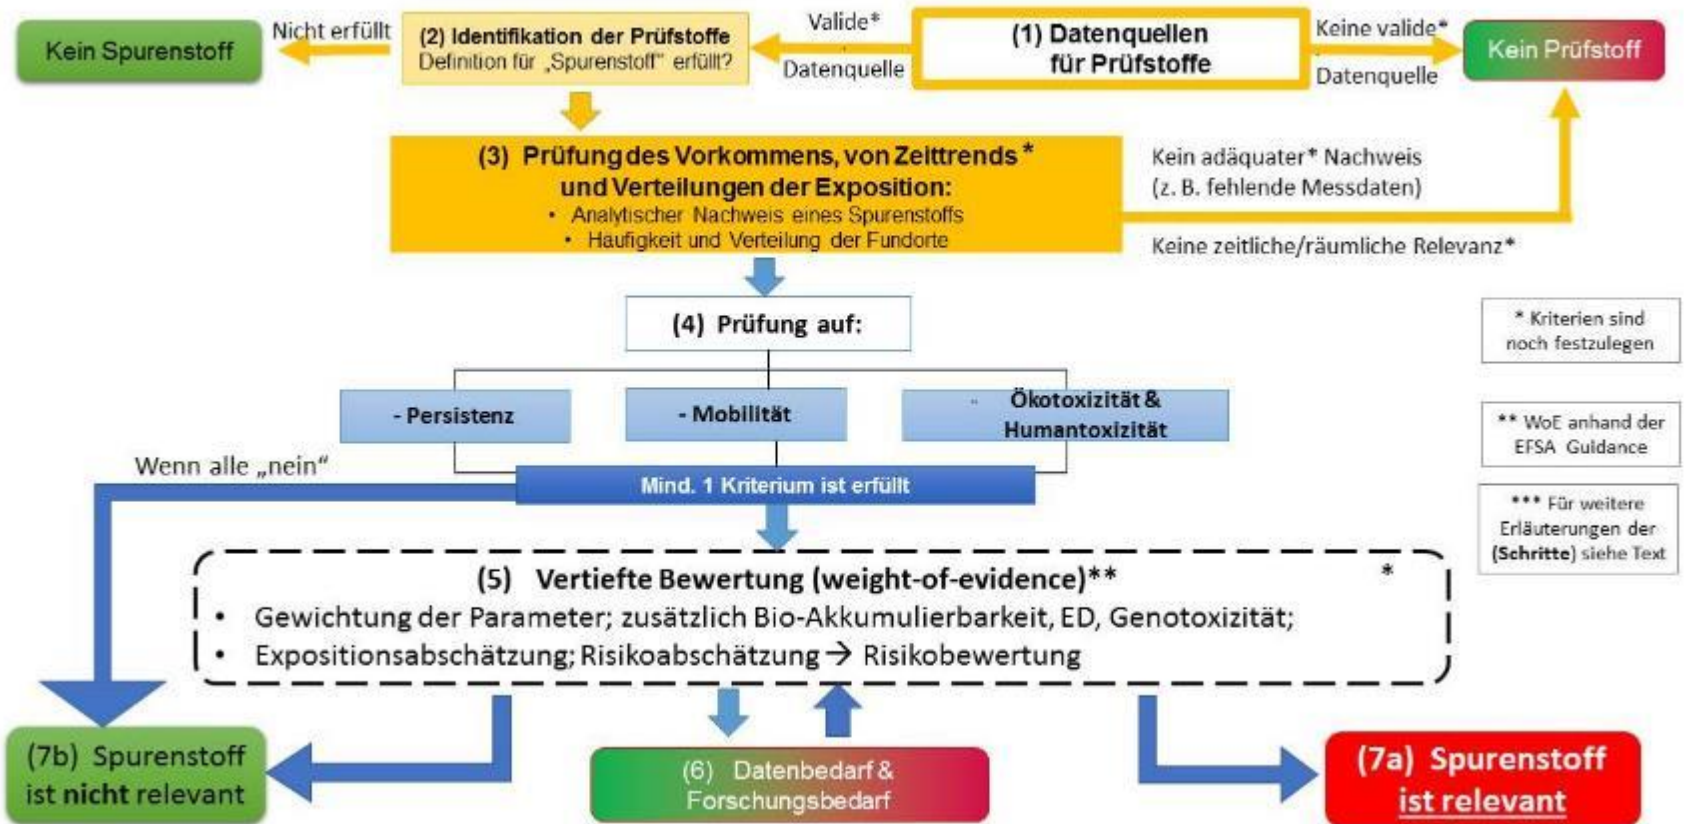 Kein Spurenstoff
Nicht erfüllt
(2) Identifikation der Prüfstoffe
Definition für „Spurenstoff" erfüllt?
Valide*
Datenquelle
(1) Datenquellen
für Prüfstoffe
Keine valide*
Datenquelle
Kein Prüfstoff
(3) Prüfung des Vorkommens, von Zeittrends *
und Verteilungen der Exposition:
• Analytischer Nachweis eines Spurenstoffs
• Häufigkeit und Verteilung der Fundorte
Kein adäquater* Nachweis
(z. B. fehlende Messdaten)
Keine zeitliche/räumliche Relevanz*
(4) Prüfung auf:
- Persistenz
- Mobilität
- Ökotoxizität &
Humantoxizität
Wenn alle „nein"
Mind. 1 Kriterium ist erfüllt
* Kriterien sind
noch festzulegen
** WoE anhand der
EFSA Guidance
*** Für weitere
Erläuterungen der
(Schritte) siehe Text
(5) Vertiefte Bewertung (weight-of-evidence)** *
• Gewichtung der Parameter; zusätzlich Bio-Akkumulierbarkeit, ED, Genotoxizität;
• Expositionsabschätzung; Risikoabschätzung → Risikobewertung
(7b) Spurenstoff
ist nicht relevant
(6) Datenbedarf &
Forschungsbedarf
(7a) Spurenstoff
ist relevant